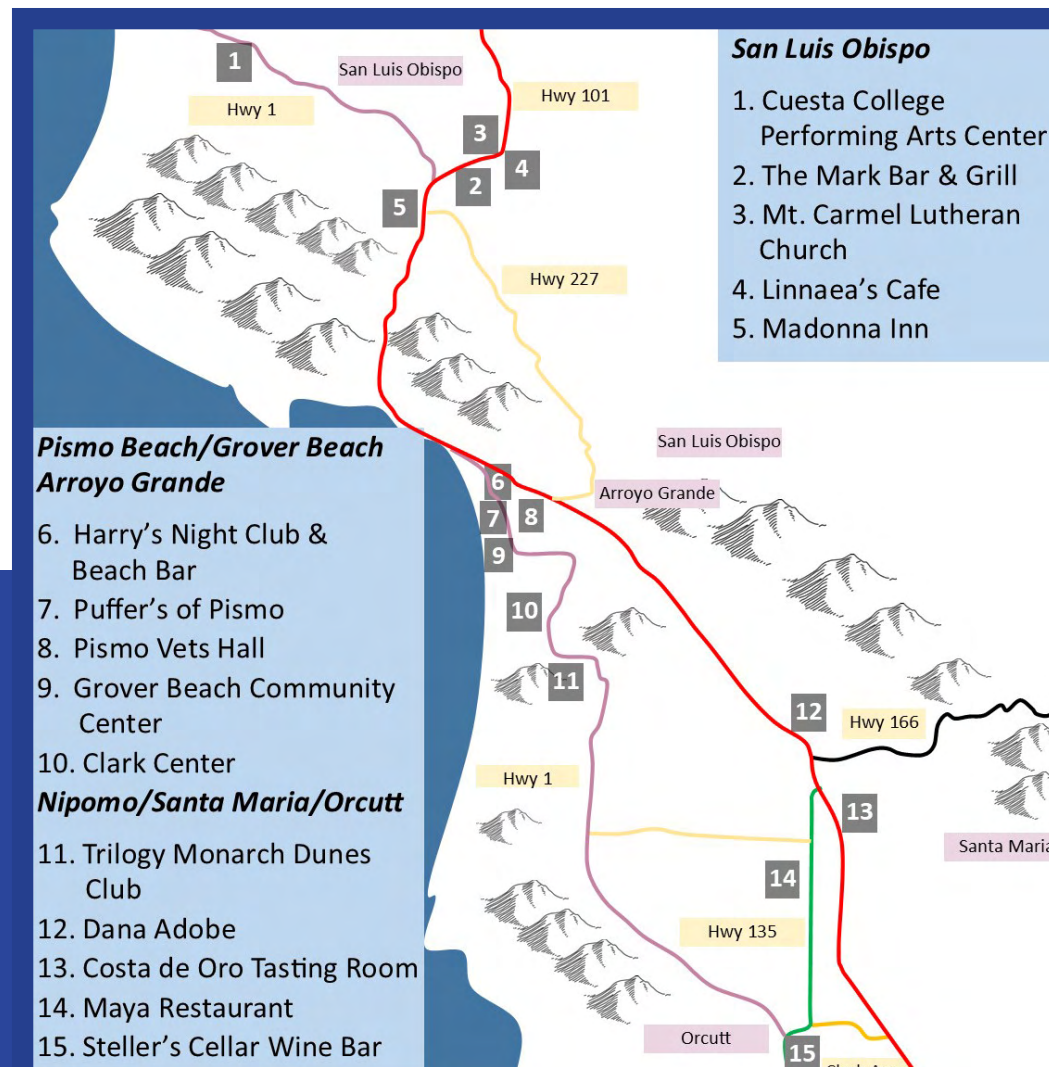 San Luis Obispo
1. Cuesta College
Performing Arts Center
2. The Mark Bar & Grill
3. Mt. Carmel Lutheran
Church
4. Linnaea’s Cafe
5. Madonna Inn
1
San Luis Obispo
Hwy 1
Hwy 101
3
4
2
5
Hwy 227
Pismo Beach/Grover Beach
Arroyo Grande
6. Harry’s Night Club &
Beach Bar
7. Puffer’s of Pismo
8. Pismo Vets Hall
9. Grover Beach Community
Center
10. Clark Center
Nipomo/Santa Maria/Orcutt
11. Trilogy Monarch Dunes
Club
12. Dana Adobe
13. Costa de Oro Tasting Room
14. Maya Restaurant
15. Steller’s Cellar Wine Bar
San Luis Obispo
6
Arroyo Grande
7
8
9
10
11
12
Hwy 166
Hwy 1
13
Santa Maria
14
Hwy 135
Orcutt
15